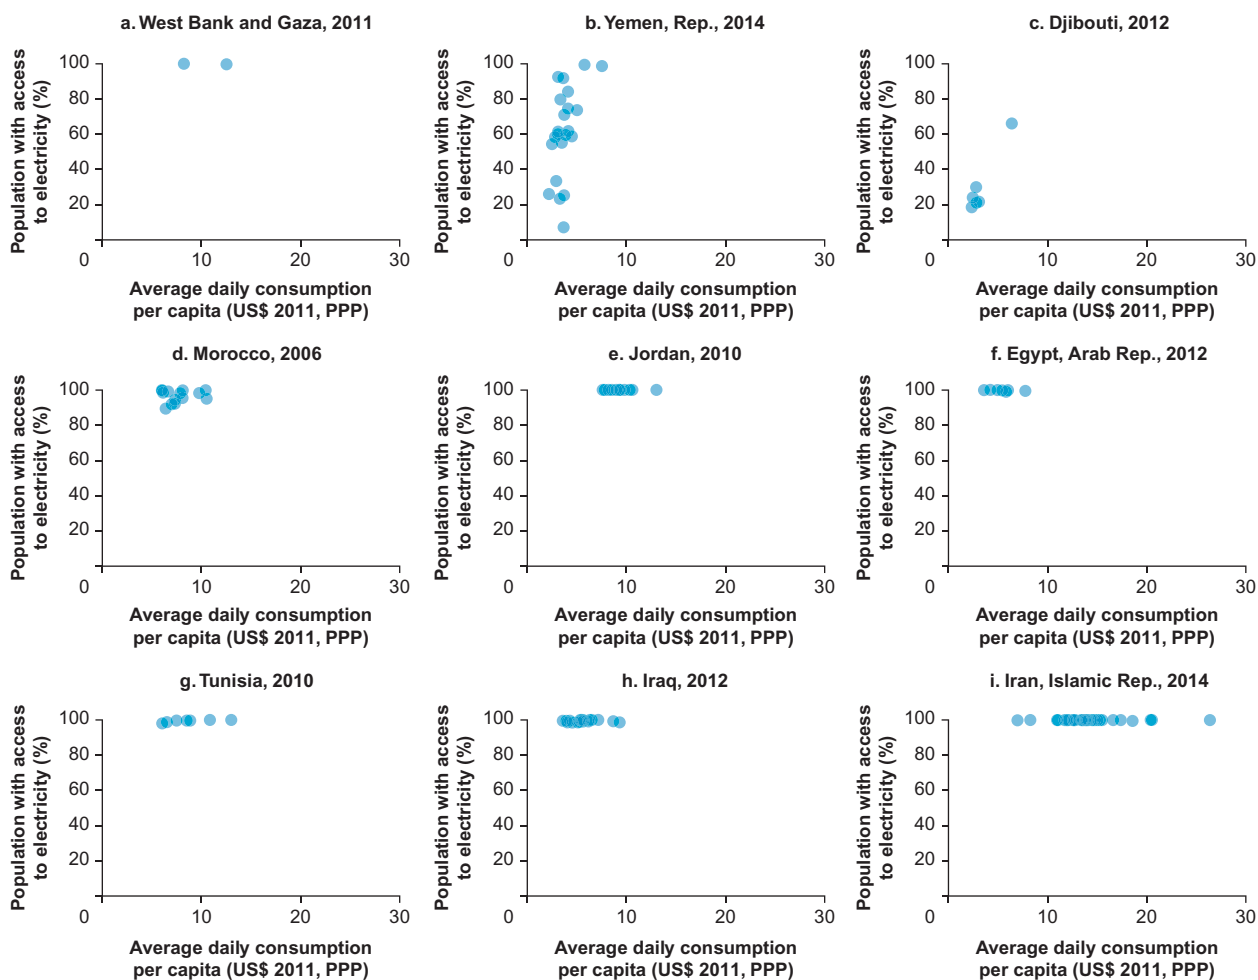 a. West Bank and Gaza, 2011
Population with access
to electricity (%)
100
80
60
40
20
0
10
20
30
Average daily consumption
per capita (US$ 2011, PPP)
b. Yemen, Rep., 2014
Population with access
to electricity (%)
100
80
60
40
20
0
10
20
30
Average daily consumption
per capita (US$ 2011, PPP)
c. Djibouti, 2012
Population with access
to electricity (%)
100
80
60
40
20
0
10
20
30
Average daily consumption
per capita (US$ 2011, PPP)
d. Morocco, 2006
Population with access
to electricity (%)
100
80
60
40
20
0
10
20
30
Average daily consumption
per capita (US$ 2011, PPP)
e. Jordan, 2010
Population with access
to electricity (%)
100
80
60
40
20
0
10
20
30
Average daily consumption
per capita (US$ 2011, PPP)
f. Egypt, Arab Rep., 2012
Population with access
to electricity (%)
100
80
60
40
20
0
10
20
30
Average daily consumption
per capita (US$ 2011, PPP)
g. Tunisia, 2010
Population with access
to electricity (%)
100
80
60
40
20
0
10
20
30
Average daily consumption
per capita (US$ 2011, PPP)
h. Iraq, 2012
Population with access
to electricity (%)
100
80
60
40
20
0
10
20
30
Average daily consumption
per capita (US$ 2011, PPP)
i. Iran, Islamic Rep., 2014
Population with access
to electricity (%)
100
80
60
40
20
0
10
20
30
Average daily consumption
per capita (US$ 2011, PPP)